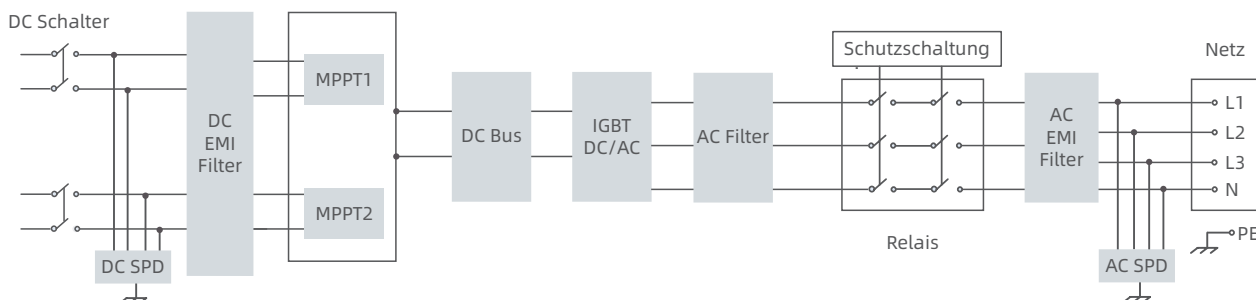 DC Schalter
DC
EMI
Filter
DC SPD
MPPT1
MPPT2
DC Bus
IGBT
DC/AC
AC Filter
Schutzschaltung
Relais
AC
EMI
Filter
AC SPD
Netz
L1
L2
L3
N
PE